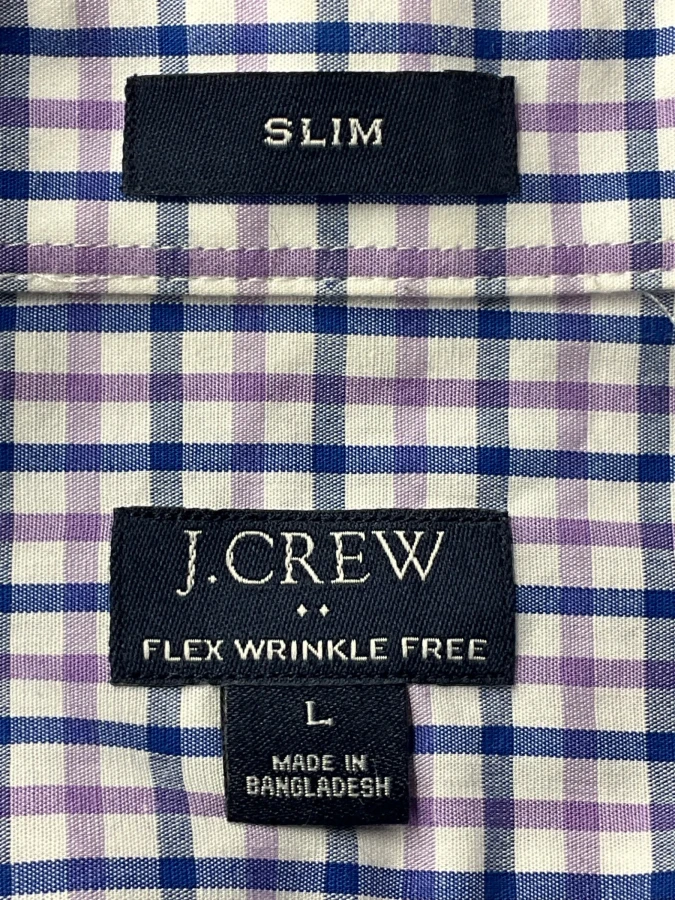 SLIM
J.CREW
FLEX WRINKLE FREE
L
MADE IN
BANGLADESH